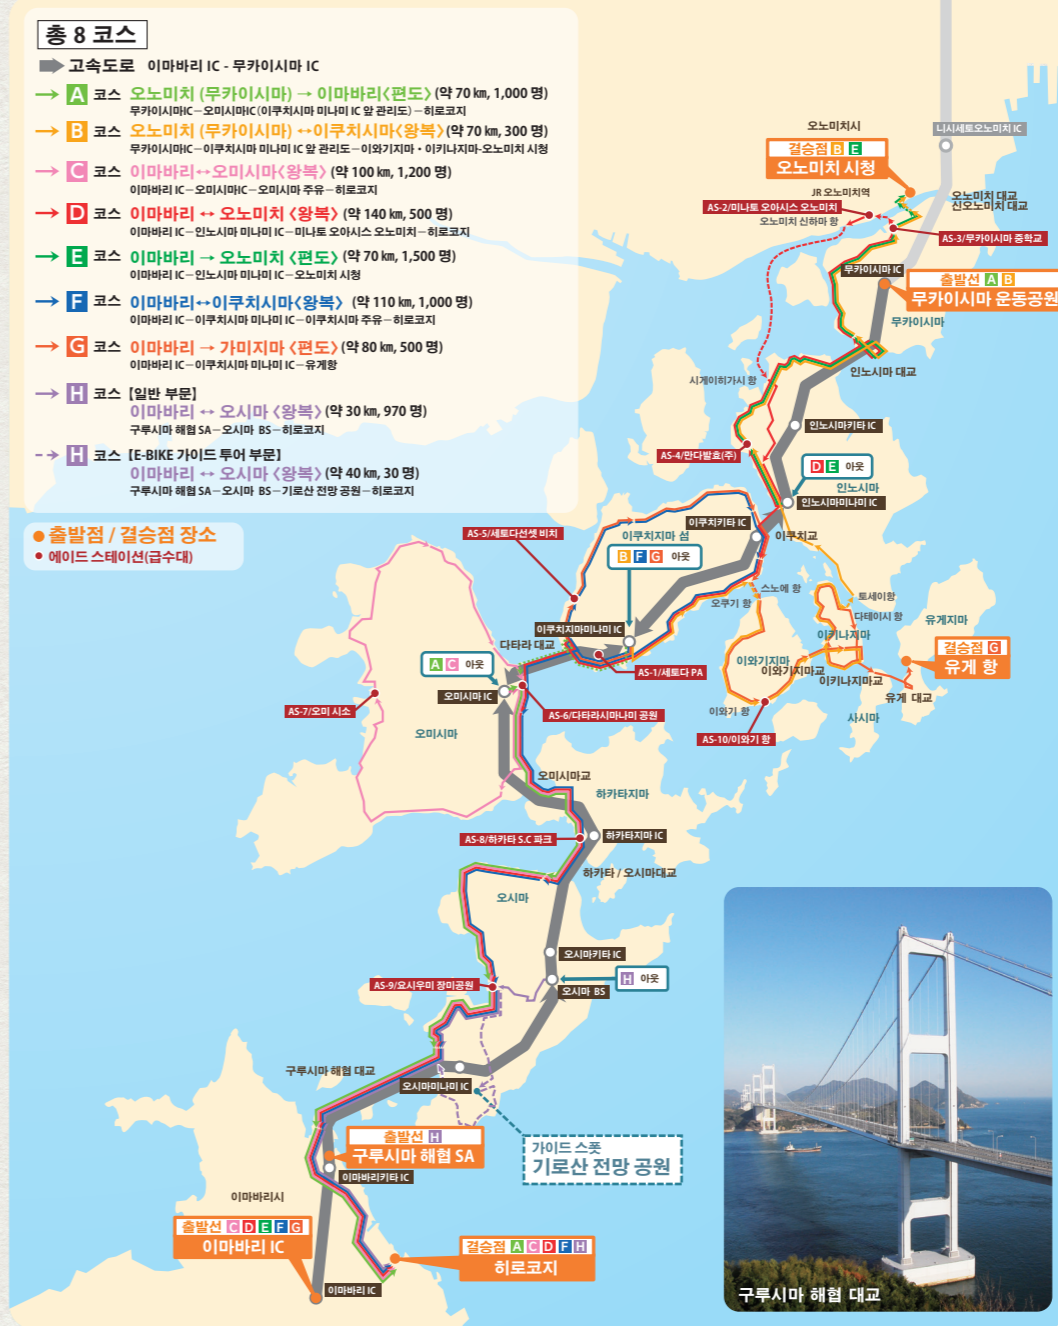 총 8 코스
고속도로 이마바리 IC - 무카이시마 IC
A 코스 오노미치 (무카이시마) → 이마바리〈편도〉 (약 70 ㎞, 1,000 명)
무카이시마IC－오미시마IC(이쿠치시마 미나미 IC 앞 관리도)－히로코지
B 코스 오노미치 (무카이시마) ↔이쿠치시마〈왕복〉 (약 70 ㎞, 300 명)
무카이시마IC－이쿠치시마 미나미 IC 앞 관리도－이와기지마・이키나지마-오노미치 시청
C 코스 이마바리↔오미시마〈왕복〉 (약 100 ㎞, 1,200 명)
이마바리 IC－오미시마IC－오미시마 주유－히로코지
D 코스 이마바리 ↔ 오노미치 〈왕복〉 (약 140 ㎞, 500 명)
이마바리 IC－인노시마 미나미 IC－미나토 오아시스 오노미치－히로코지
E 코스 이마바리 → 오노미치 〈편도〉 (약 70 ㎞, 1,500 명)
이마바리 IC－인노시마 미나미 IC－오노미치 시청
F 코스 이마바리↔이쿠치시마〈왕복〉 (약 110 ㎞, 1,000 명)
이마바리 IC－이쿠치시마 미나미 IC－이쿠치시마 주유－히로코지
G 코스 이마바리 → 가미지마 〈편도〉 (약 80 ㎞, 500 명)
이마바리 IC－이쿠치시마 미나미 IC－유게항
H 코스 【일반 부문】
이마바리 ↔ 오시마 〈왕복〉 (약 30 ㎞, 970 명)
구루시마 해협 SA－오시마 BS－히로코지
H 코스 【E-BIKE 가이드 투어 부문】
이마바리 ↔ 오시마 〈왕복〉 (약 40 ㎞, 30 명)
구루시마 해협 SA－오시마 BS－기로산 전망 공원－히로코지
출발점 / 결승점 장소
에이드 스테이션(급수대)
오노미치시
니시세토오노미치 IC
결승점 B E
오노미치 시청
JR 오노미치역
오노미치 대교
신오노미치 대교
AS-2/미나토 오아시스 오노미치
오노미치 신하마 항
AS-3/무카이시마 중학교
무카이시마 IC
출발선 A B
무카이시마 운동공원
무카이시마
인노시마 대교
시게이히가시 항
인노시마키타 IC
AS-4/만다발효(주)
D E 아웃
인노시마
인노시마미나미 IC
이쿠치키타 IC
이쿠치교
AS-5/세토다선셋 비치
이쿠치지마 섬
B F G 아웃
스노에 항
오쿠기 항
토세이항
다테이시 항
유게지마
이키나지마
이쿠치지마미나미 IC
다타라 대교
결승점 G
유게 항
A C 아웃
AS-1/세토다 PA
이와기지마
이와기지마교
이키나지마교
오미시마 IC
유게 대교
AS-7/오미 시소
AS-6/다타라시마나미 공원
이와기 항
사시마
오미시마
AS-10/이와기 항
오미시마교
하카타지마
AS-8/하카타 S.C 파크
하카타지마 IC
하카타 / 오시마대교
오시마
오시마키타 IC
AS-9/요시우미 장미공원
H 아웃
오시마 BS
구루시마 해협 대교
오시마미나미 IC
출발선 H
구루시마 해협 SA
가이드 스폿
기로산 전망 공원
이마바리키타 IC
이마바리시
출발선 C D E F G
이마바리 IC
결승점 A C D F H
히로코지
이마바리 IC
구루시마 해협 대교